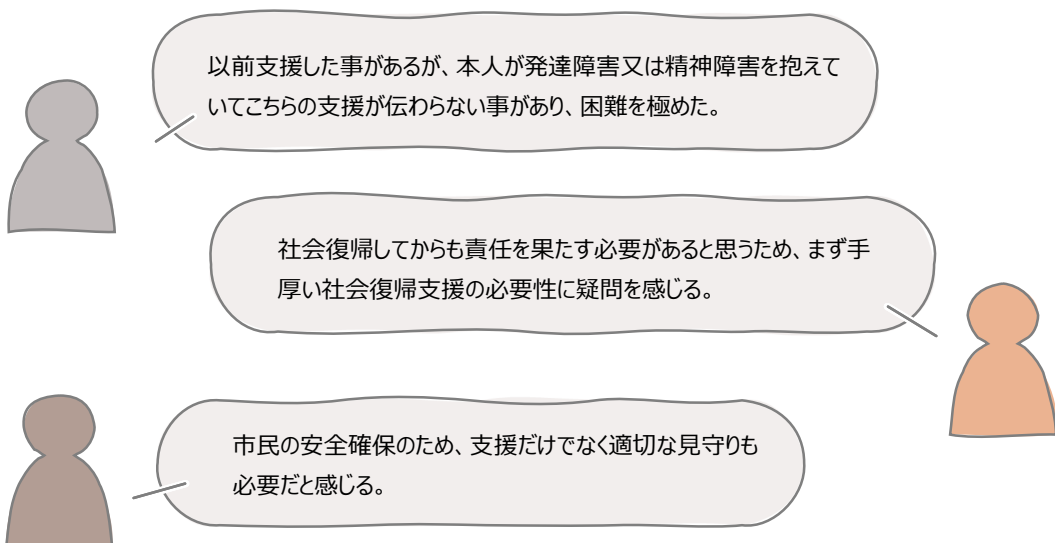 以前支援した事があるが、本人が発達障害又は精神障害を抱えて
いてこちらの支援が伝わらない事があり、困難を極めた。
社会復帰してからも責任を果たす必要があると思うため、まず手
厚い社会復帰支援の必要性に疑問を感じる。
市民の安全確保のため、支援だけでなく適切な見守りも
必要だと感じる。